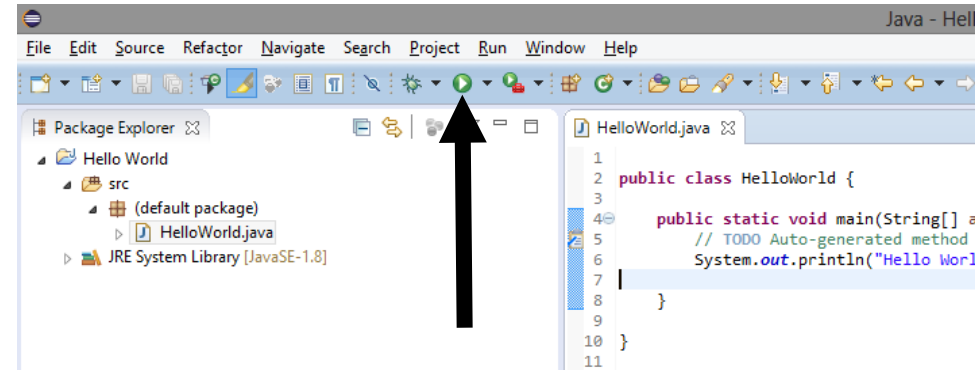 Java - Hell
File Edit Source Refactor Navigate Search Project Run Window Help
Package Explorer
Hello World
src
(default package)
HelloWorld.java
JRE System Library [JavaSE-1.8]
HelloWorld.java
1
2 public class HelloWorld {
3
4 public static void main(String[] a
5 // TODO Auto-generated method
6 System.out.println("Hello Worl
7
8 }
9
10 }
11